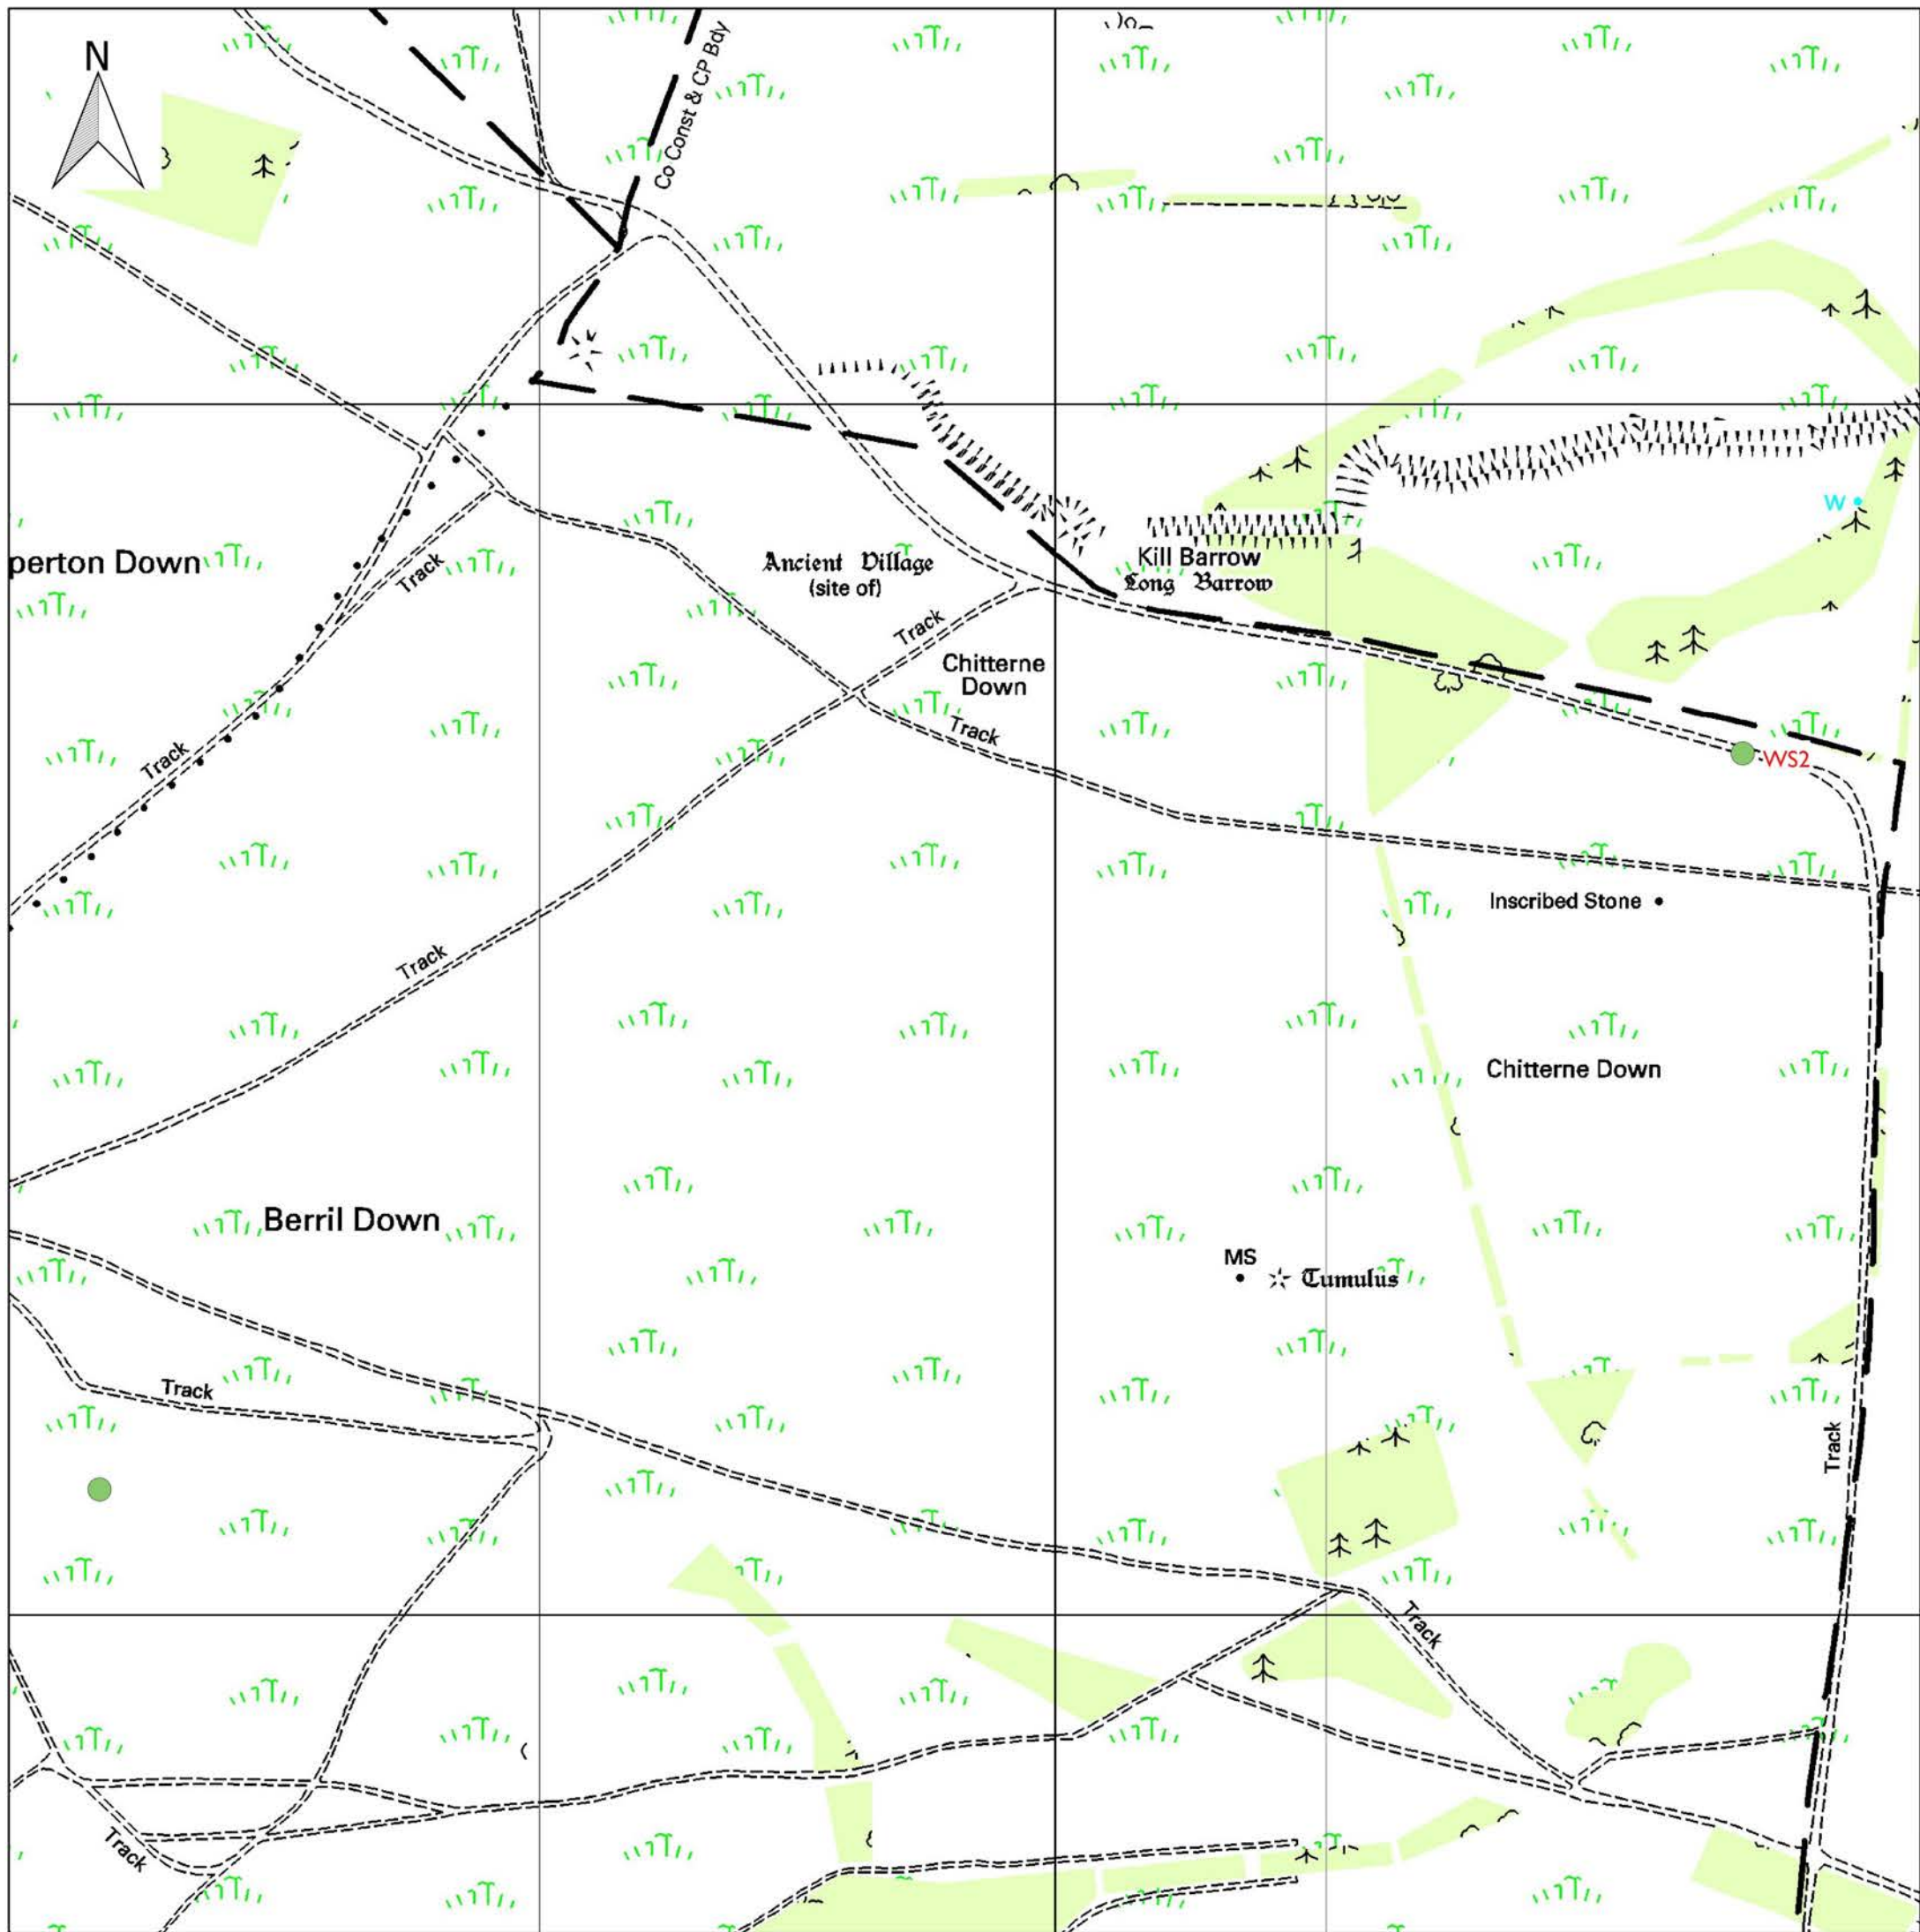 N
Co Const & CP Bdy
W
perton Down
Track
Ancient Village
(site of)
Kill Barrow
Long Barrow
Track
Chitterne
Down
Track
Track
WS2
Inscribed Stone
Track
Chitterne Down
Berril Down
MS
Tumulus
Track
Track
Track
Track